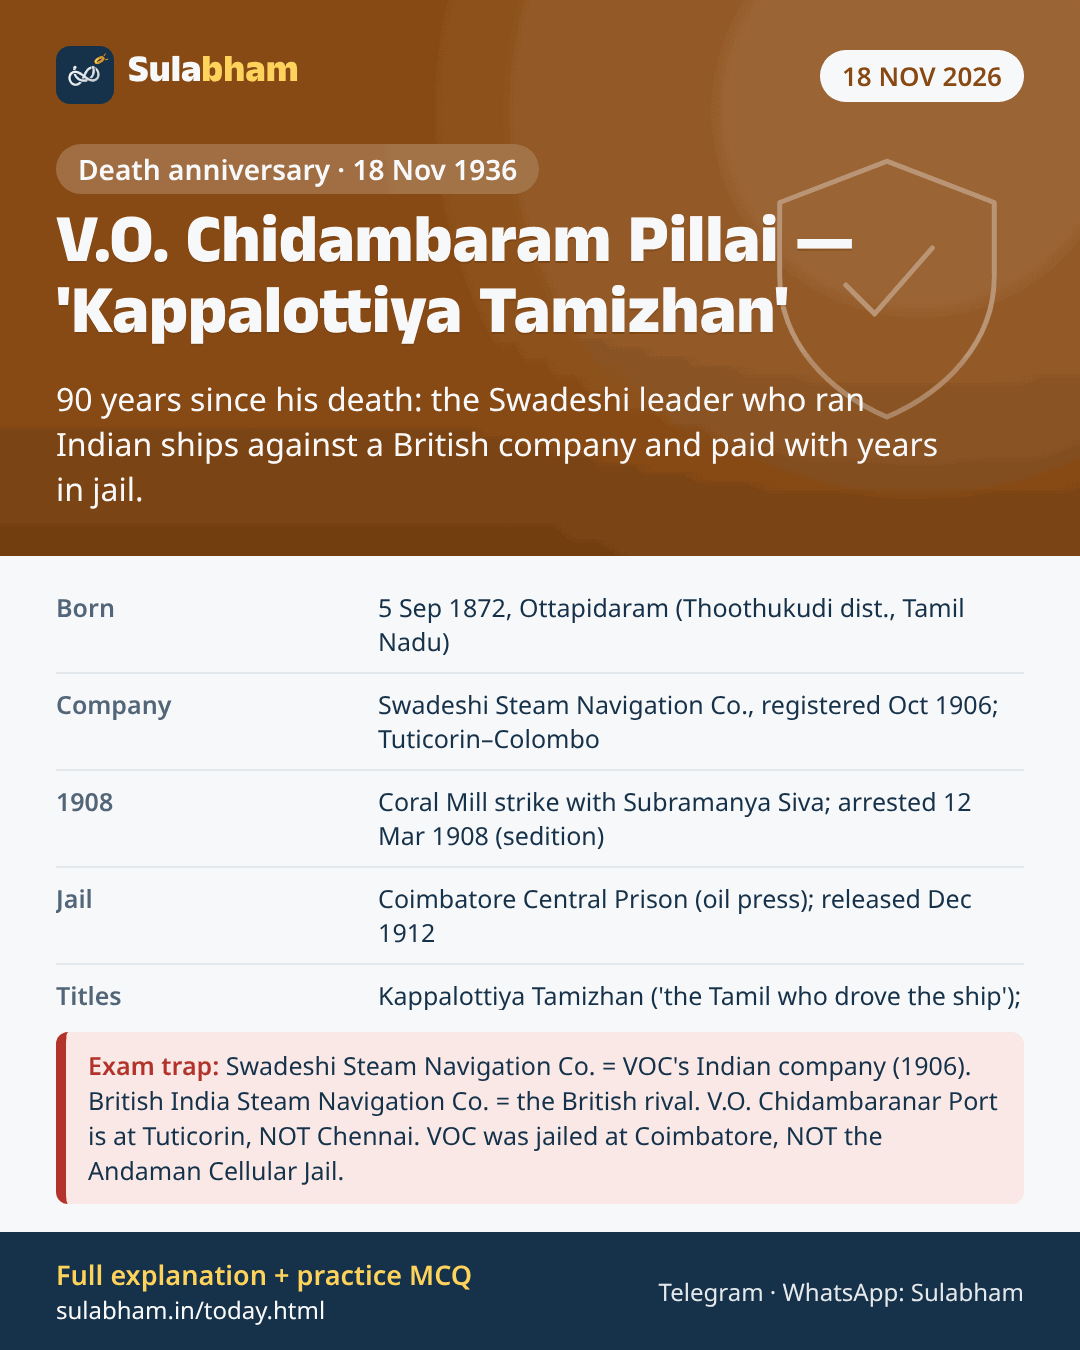 Sulabham
18 NOV 2026
Death anniversary · 18 Nov 1936
V.O. Chidambaram Pillai —
'Kappalottiya Tamizhan'
90 years since his death: the Swadeshi leader who ran
Indian ships against a British company and paid with years
in jail.
Born
5 Sep 1872, Ottapidaram (Thoothukudi dist., Tamil
Nadu)
Company
Swadeshi Steam Navigation Co., registered Oct 1906;
Tuticorin–Colombo
1908
Coral Mill strike with Subramanya Siva; arrested 12
Mar 1908 (sedition)
Jail
Coimbatore Central Prison (oil press); released Dec
1912
Titles
Kappalottiya Tamizhan ('the Tamil who drove the ship');
Exam trap: Swadeshi Steam Navigation Co. = VOC's Indian company (1906).
British India Steam Navigation Co. = the British rival. V.O. Chidambaranar Port
is at Tuticorin, NOT Chennai. VOC was jailed at Coimbatore, NOT the
Andaman Cellular Jail.
Full explanation + practice MCQ
sulabham.in/today.html
Telegram · WhatsApp: Sulabham